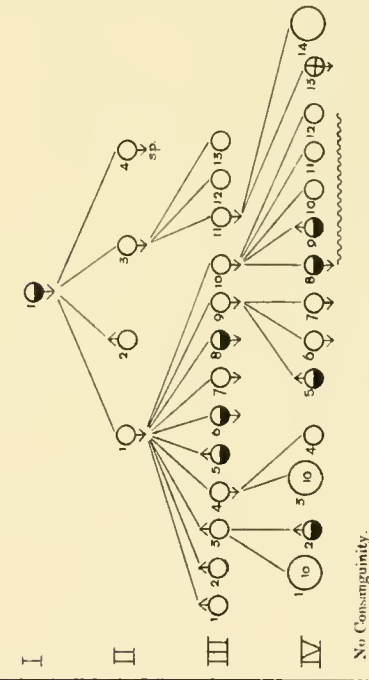 I 1
II 1 2 3 4
s.p.
III 1 2 3 4 5 6 7 8 9 10 11 12 13
IV 1 10 2 3 10 4 5 6 7 8 9 10 11 12 13 14
No Consanguinity.